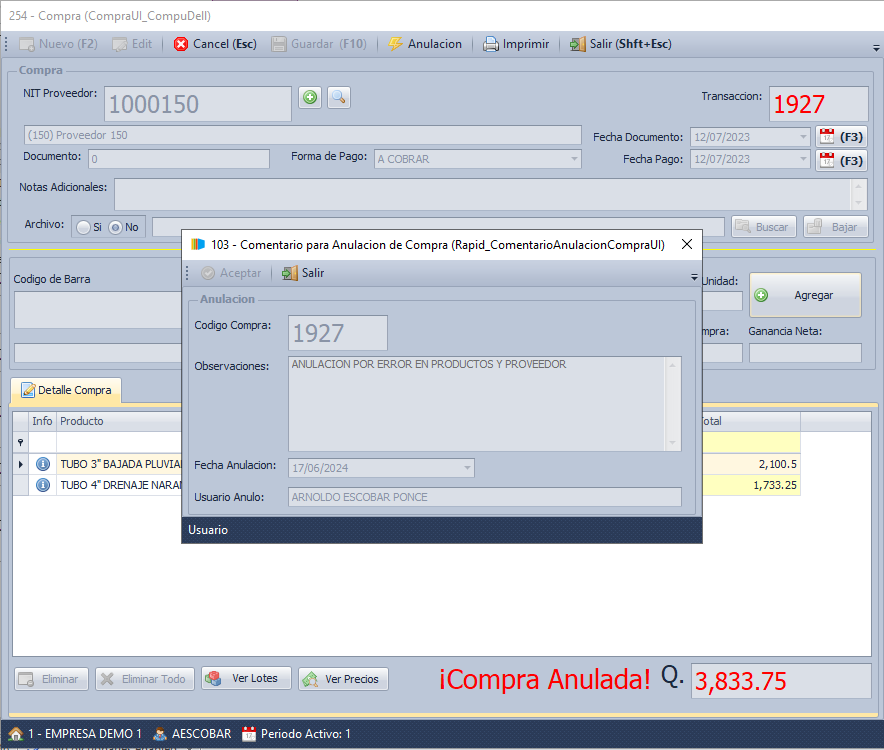 254 - Compra (CompraUI_CompuDell)
Nuevo (F2) Edit Cancel (Esc) Guardar (F10) Anulacion Imprimir Salir (Shft+Esc)
Compra
NIT Proveedor: 1000150 Transaccion: 1927
(150) Proveedor 150 Fecha Documento: 12/07/2023 (F3)
Documento: 0 Forma de Pago: A COBRAR Fecha Pago: 12/07/2023 (F3)
Notas Adicionales:
Archivo: Si No Buscar Bajar
103 - Comentario para Anulacion de Compra (Rapid_ComentarioAnulacionCompraUI)
Aceptar Salir
Anulacion
Codigo Compra: 1927
Observaciones: ANULACION POR ERROR EN PRODUCTOS Y PROVEEDOR
Fecha Anulacion: 17/06/2024
Usuario Anulo: ARNOLDO ESCOBAR PONCE
Usuario
Codigo de Barra Unidad: Agregar
mpra: Ganancia Neta:
Detalle Compra
Info Producto otal
TUBO 3" BAJADA PLUVIA 2,100.5
TUBO 4" DRENAJE NARAN 1,733.25
Eliminar Eliminar Todo Ver Lotes Ver Precios ¡Compra Anulada! Q. 3,833.75
1 - EMPRESA DEMO 1 AESCOBAR Periodo Activo: 1